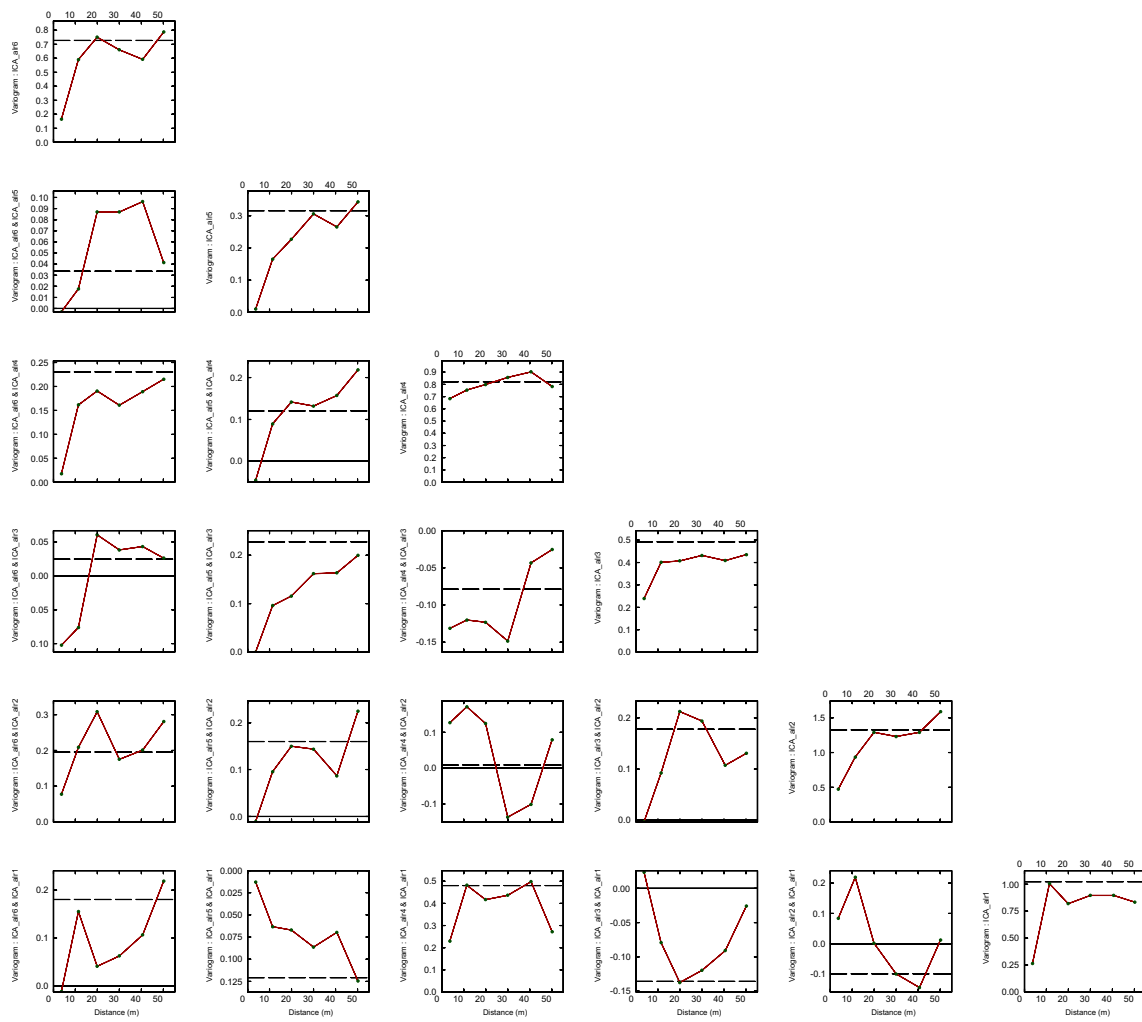 0 10 20 30 40 50
Variogram : ICA_alr6
0.8
0.7
0.6
0.5
0.4
0.3
0.2
0.1
0.0
0 10 20 30 40 50
Variogram : ICA_alr6 & ICA_alr5
0.10
0.09
0.08
0.07
0.06
0.05
0.04
0.03
0.02
0.01
0.00
Variogram : ICA_alr5
0.3
0.2
0.1
0.0
0 10 20 30 40 50
Variogram : ICA_alr6 & ICA_alr4
0.25
0.20
0.15
0.10
0.05
0.00
Variogram : ICA_alr5 & ICA_alr4
0.2
0.1
0.0
Variogram : ICA_alr4
0.9
0.8
0.7
0.6
0.5
0.4
0.3
0.2
0.1
0.0
0 10 20 30 40 50
Variogram : ICA_alr6 & ICA_alr3
0.05
0.00
0.05
0.10
Variogram : ICA_alr5 & ICA_alr3
0.2
0.1
0.0
Variogram : ICA_alr4 & ICA_alr3
0.00
-0.05
-0.10
-0.15
Variogram : ICA_alr3
0.5
0.4
0.3
0.2
0.1
0.0
0 10 20 30 40 50
Variogram : ICA_alr6 & ICA_alr2
0.3
0.2
0.1
0.0
Variogram : ICA_alr5 & ICA_alr2
0.2
0.1
0.0
Variogram : ICA_alr4 & ICA_alr2
0.1
0.0
-0.1
Variogram : ICA_alr3 & ICA_alr2
0.2
0.1
0.0
Variogram : ICA_alr2
1.5
1.0
0.5
0.0
0 10 20 30 40 50
Variogram : ICA_alr6 & ICA_alr1
0.2
0.1
0.0
0 10 20 30 40 50
Distance (m)
Variogram : ICA_alr5 & ICA_alr1
0.000
0.025
0.050
0.075
0.100
0.125
0 10 20 30 40 50
Distance (m)
Variogram : ICA_alr4 & ICA_alr1
0.5
0.4
0.3
0.2
0.1
0.0
0 10 20 30 40 50
Distance (m)
Variogram : ICA_alr3 & ICA_alr1
0.00
-0.05
-0.10
-0.15
0 10 20 30 40 50
Distance (m)
Variogram : ICA_alr2 & ICA_alr1
0.2
0.1
0.0
-0.1
0 10 20 30 40 50
Distance (m)
Variogram : ICA_alr1
1.00
0.75
0.50
0.25
0.00
0 10 20 30 40 50
Distance (m)